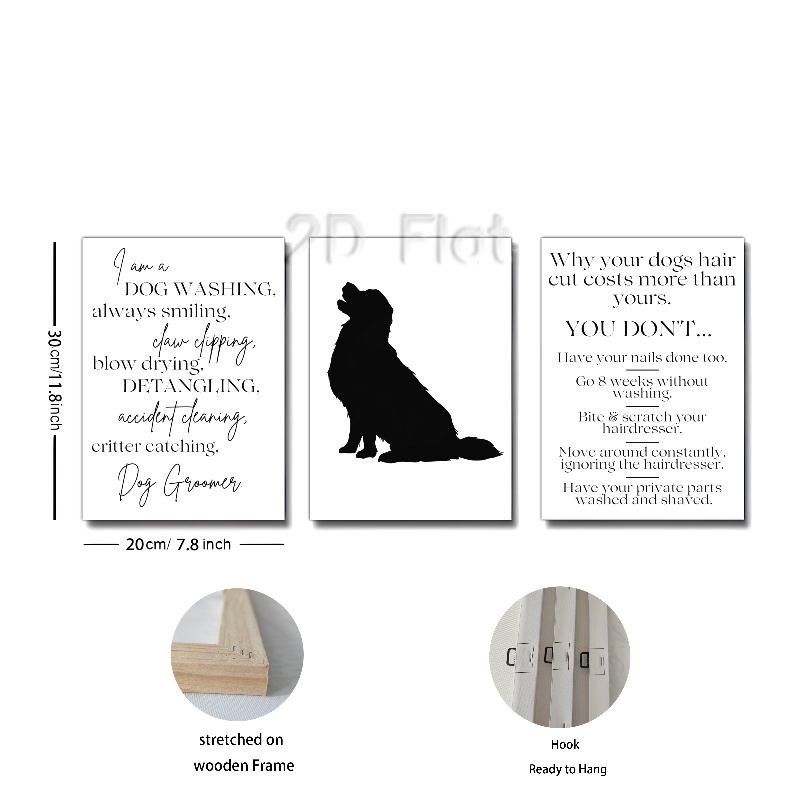 2D Flat
I am a
DOG WASHING,
always smiling,
claw clipping,
blow drying,
DETANGLING,
accident cleaning,
critter catching,
Dog Groomer.
Why your dogs hair
cut costs more than
yours.
YOU DON'T...
Have your nails done too.
Go 8 weeks without
washing.
Bite & scratch your
hairdresser.
Move around constantly,
ignoring the hairdresser.
Have your private parts
washed and shaved.
30cm/11.8inch
20cm/ 7.8 inch
stretched on
wooden Frame
Hook
Ready to Hang